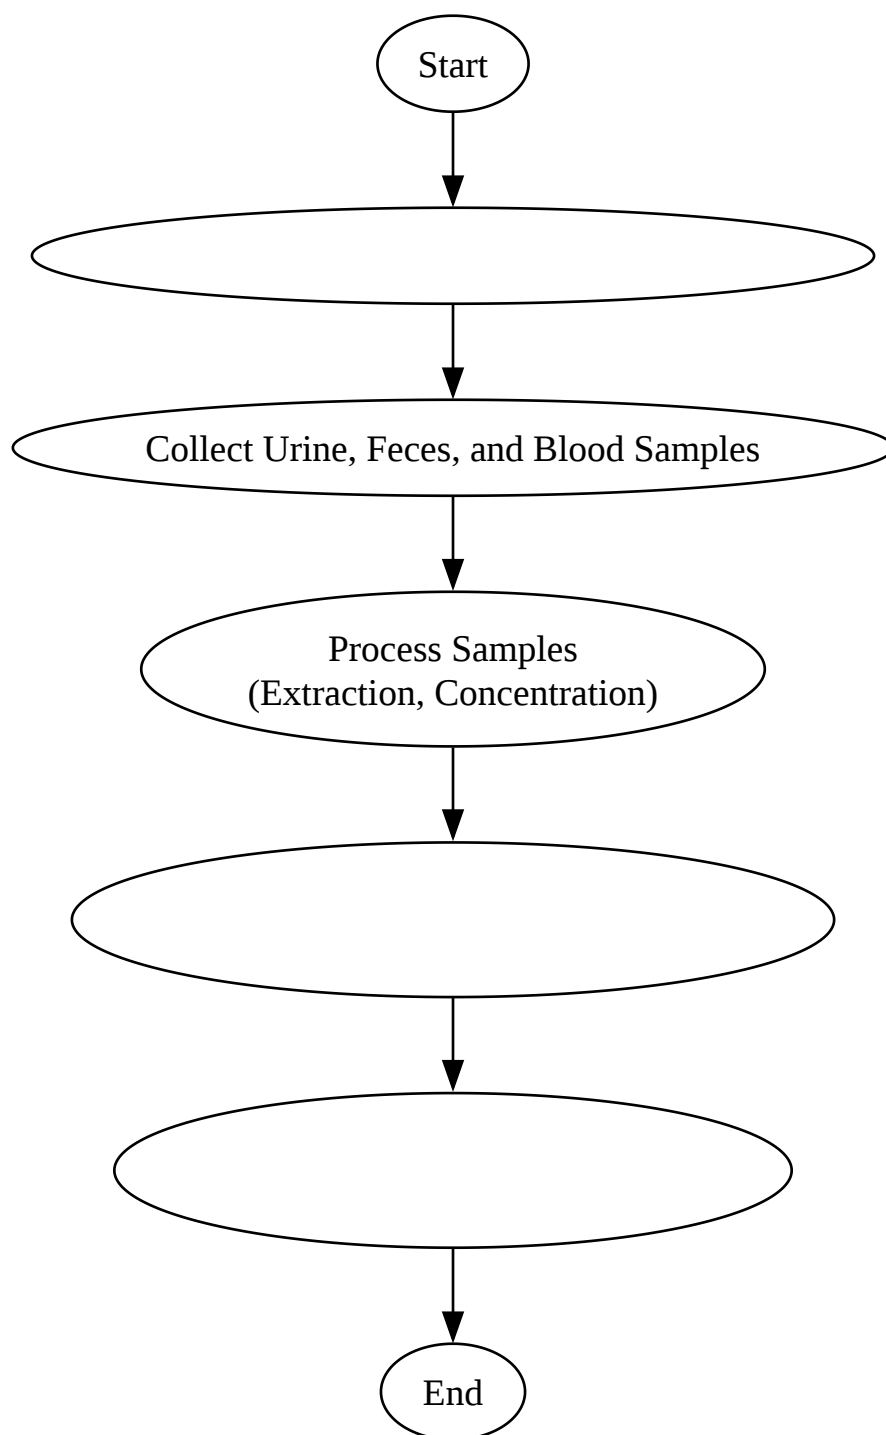 Start
Collect Urine, Feces, and Blood Samples
Process Samples
(Extraction, Concentration)
End